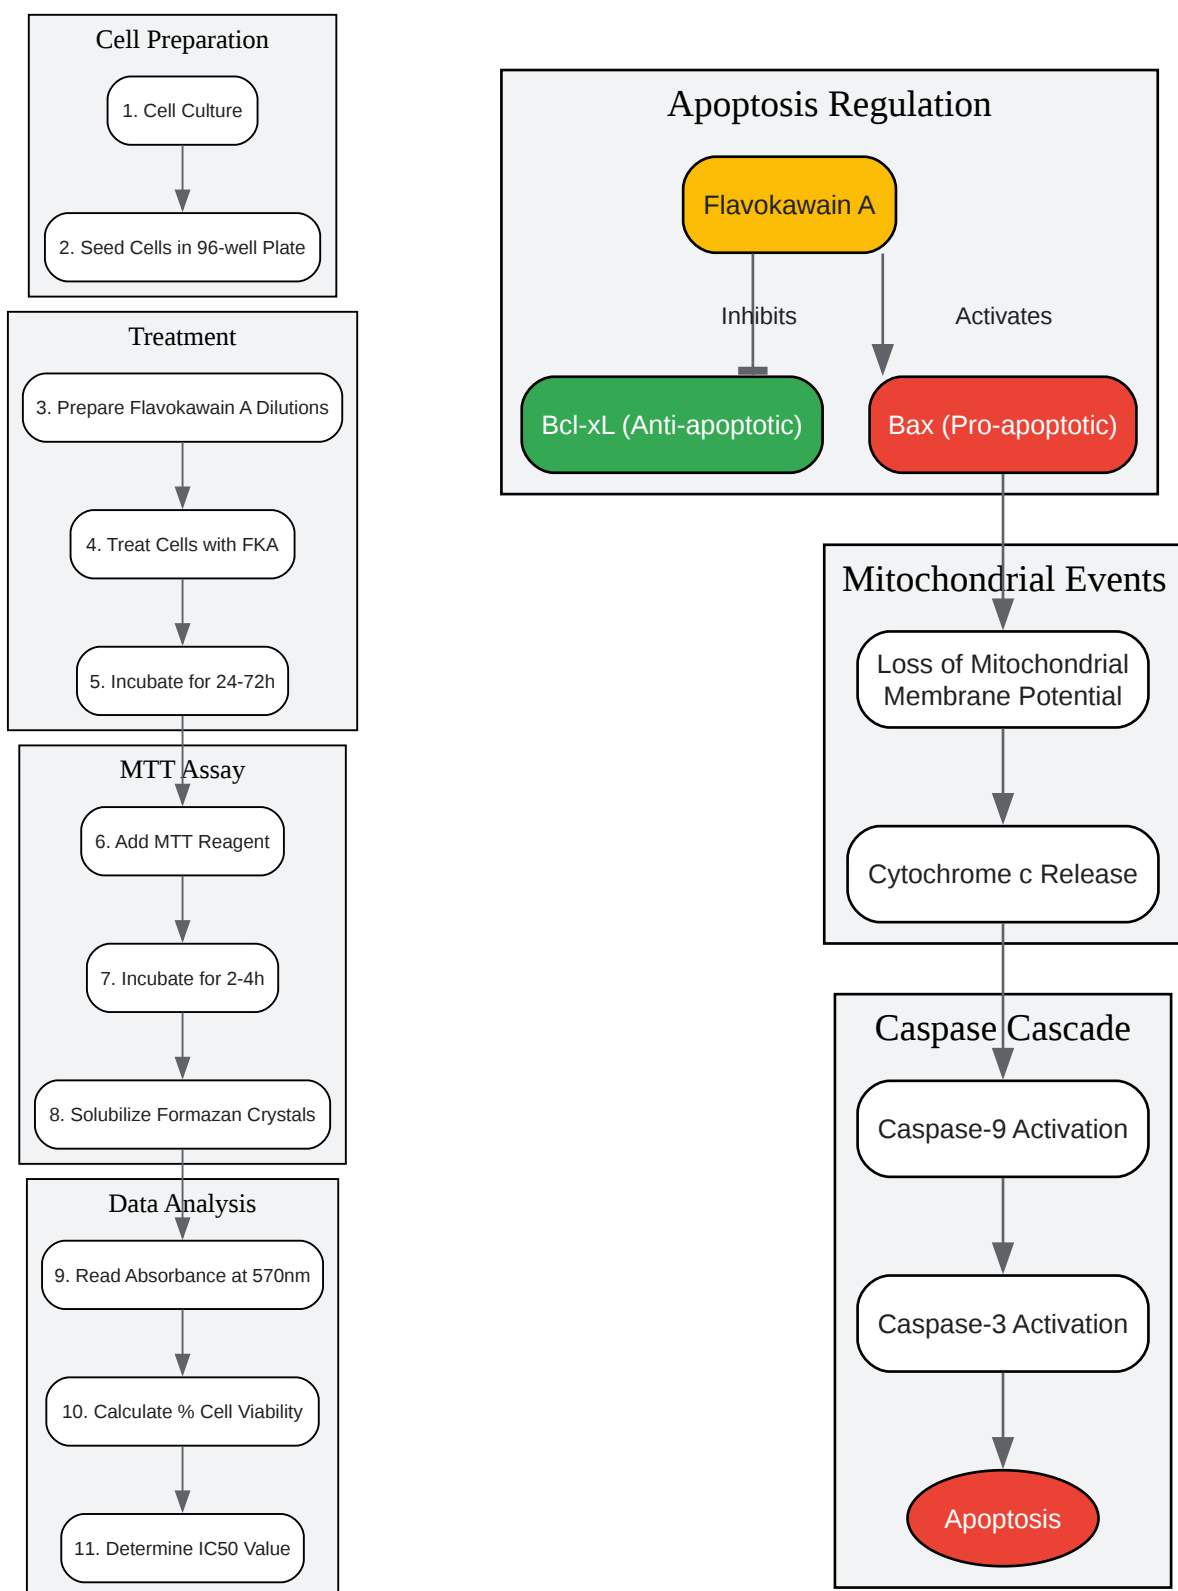 Cell Preparation
1. Cell Culture
2. Seed Cells in 96-well Plate
Treatment
3. Prepare Flavokawain A Dilutions
4. Treat Cells with FKA
5. Incubate for 24-72h
MTT Assay
6. Add MTT Reagent
7. Incubate for 2-4h
8. Solubilize Formazan Crystals
Data Analysis
9. Read Absorbance at 570nm
10. Calculate % Cell Viability
11. Determine IC50 Value
Apoptosis Regulation
Flavokawain A
Inhibits
Activates
Bcl-xL (Anti-apoptotic)
Bax (Pro-apoptotic)
Mitochondrial Events
Loss of Mitochondrial
Membrane Potential
Cytochrome c Release
Caspase Cascade
Caspase-9 Activation
Caspase-3 Activation
Apoptosis